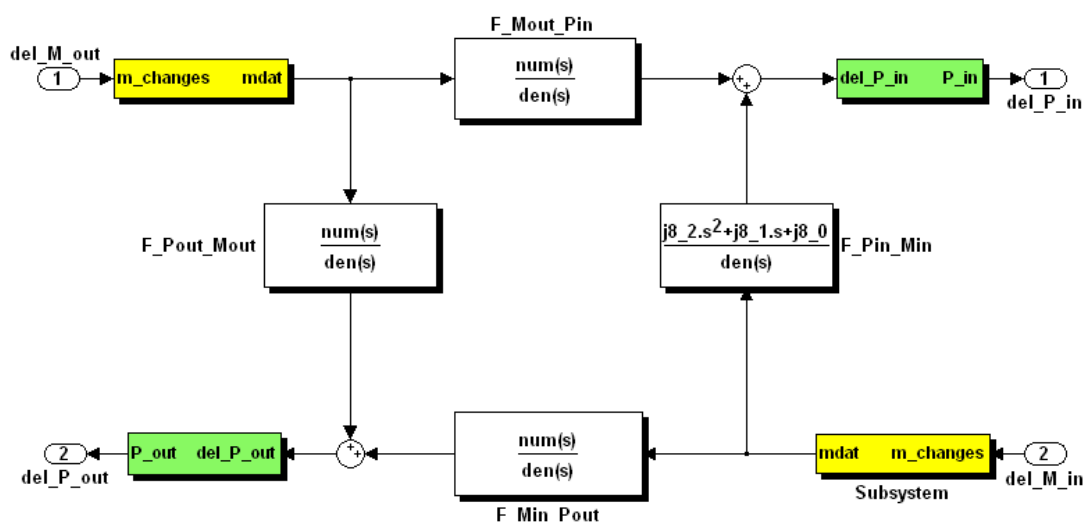 F_Mout_Pin
del_M_out
1
m_changes mdat
num(s)
den(s)
+
+
del_P_in P_in
1
del_P_in
F_Pout_Mout
num(s)
den(s)
j8_2.s2+j8_1.s+j8_0
den(s)
F_Pin_Min
2
del_P_out
P_out del_P_out
+
+
num(s)
den(s)
F_Min_Pout
mdat m_changes
Subsystem
2
del_M_in